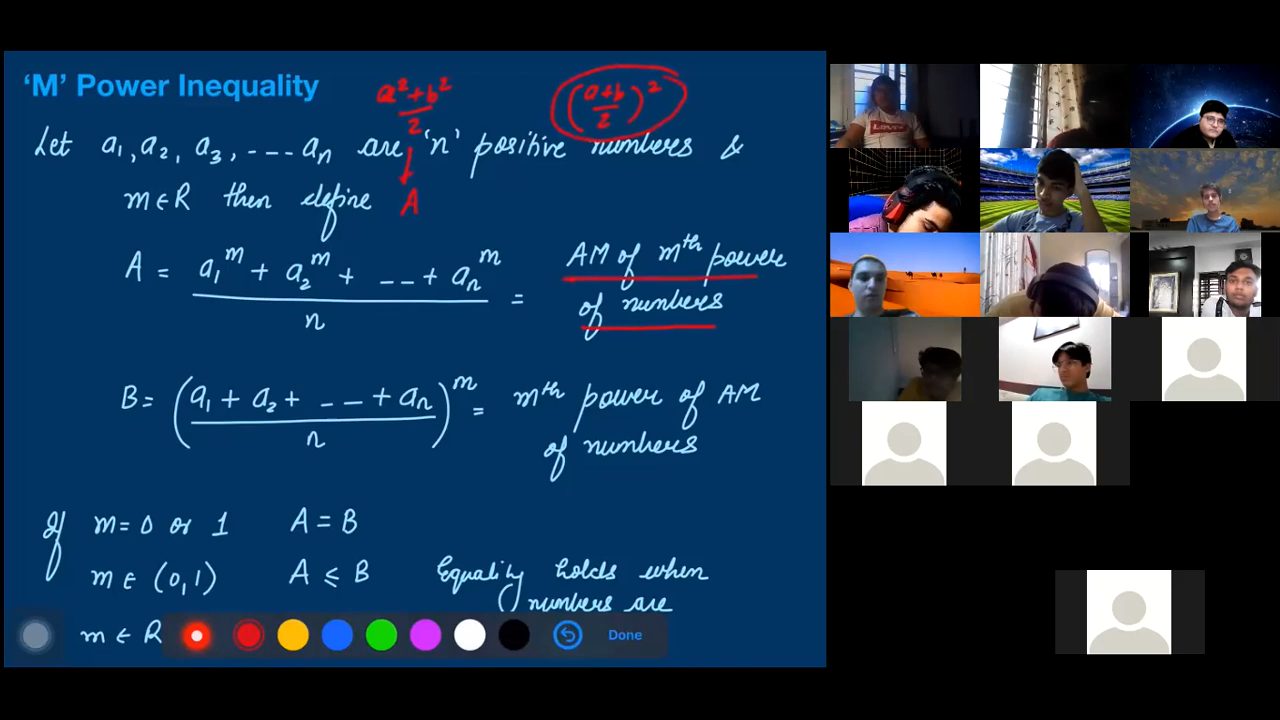 ‘M’ Power Inequality
a²+b²
2
(a+b
2)²
Let a₁, a₂, a₃, ---- aₙ are 'n' positive numbers &
m∈R then define
A
A = a₁ᵐ + a₂ᵐ + -- + aₙᵐ
n
= AM of mᵗʰ power
of numbers
B = (a₁ + a₂ + -- + aₙ
n)ᵐ
= mᵗʰ power of AM
of numbers
If m=0 or 1 A = B
m ∈ (0,1) A ≤ B Equality holds when
numbers are
m ∈ R
Done